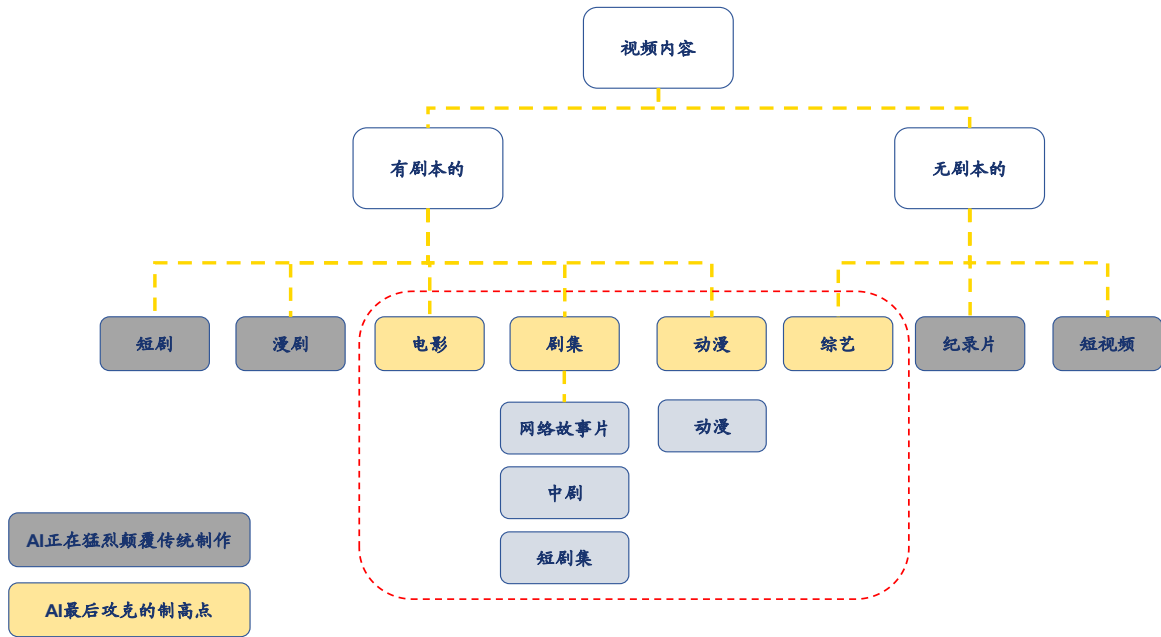 视频内容
有剧本的
无剧本的
短剧
漫剧
电影
剧集
动漫
综艺
纪录片
短视频
网络故事片
动漫
中剧
短剧集
AI正在猛烈颠覆传统制作
AI最后攻克的制高点